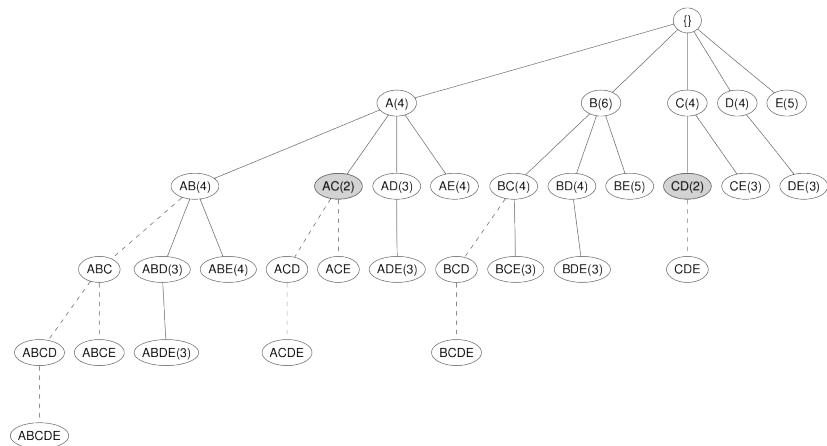 {}
A(4) B(6) C(4) D(4) E(5)
AB(4) AC(2) AD(3) AE(4) BC(4) BD(4) BE(5) CD(2) CE(3) DE(3)
ABC ABD(3) ABE(4) ACD ACE ADE(3) BCD BCE(3) BDE(3) CDE
ABCD ABCE ABDE(3) ACDE BCDE
ABCDE